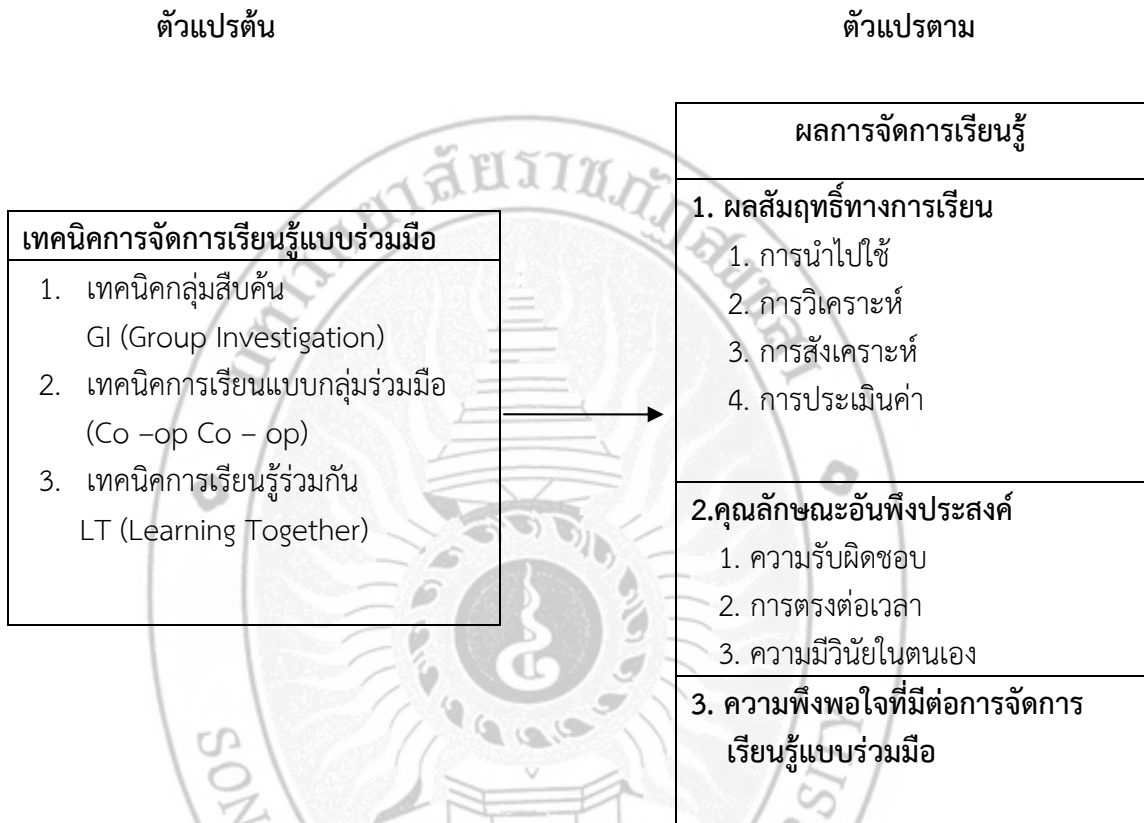 ตัวแปรต้น
ตัวแปรตาม
เทคนิคการจัดการเรียนรู้แบบร่วมมือ
1. เทคนิคกลุ่มสืบค้น
GI (Group Investigation)
2. เทคนิคการเรียนแบบกลุ่มร่วมมือ
(Co –op Co – op)
3. เทคนิคการเรียนรู้ร่วมกัน
LT (Learning Together)
ผลการจัดการเรียนรู้
1. ผลสัมฤทธิ์ทางการเรียน
1. การนำไปใช้
2. การวิเคราะห์
3. การสังเคราะห์
4. การประเมินค่า
2.คุณลักษณะอันพึงประสงค์
1. ความรับผิดชอบ
2. การตรงต่อเวลา
3. ความมีวินัยในตนเอง
3. ความพึงพอใจที่มีต่อการจัดการ
เรียนรู้แบบร่วมมือ